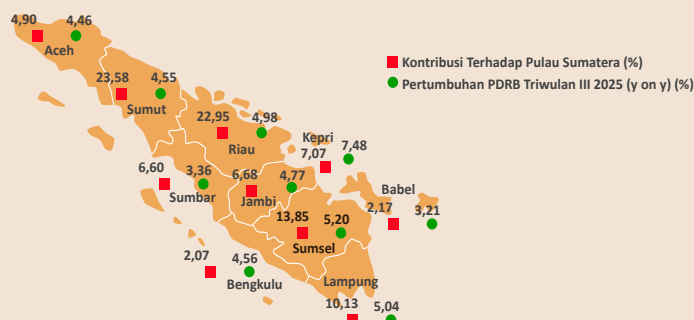 4,90 4,46
Aceh
23,58 4,55
Sumut
22,95 4,98
Riau
Kepri
7,07 7,48
6,60 3,36
Sumbar
6,68 4,77
Jambi
Babel
2,17 3,21
13,85 5,20
Sumsel
2,07 4,56
Bengkulu
Lampung
10,13 5,04
Kontribusi Terhadap Pulau Sumatera (%)
Pertumbuhan PDRB Triwulan III 2025 (y on y) (%)